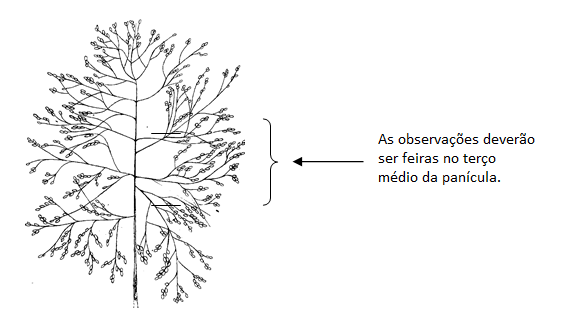 As observações deverão
ser feiras no terço
médio da panícula.